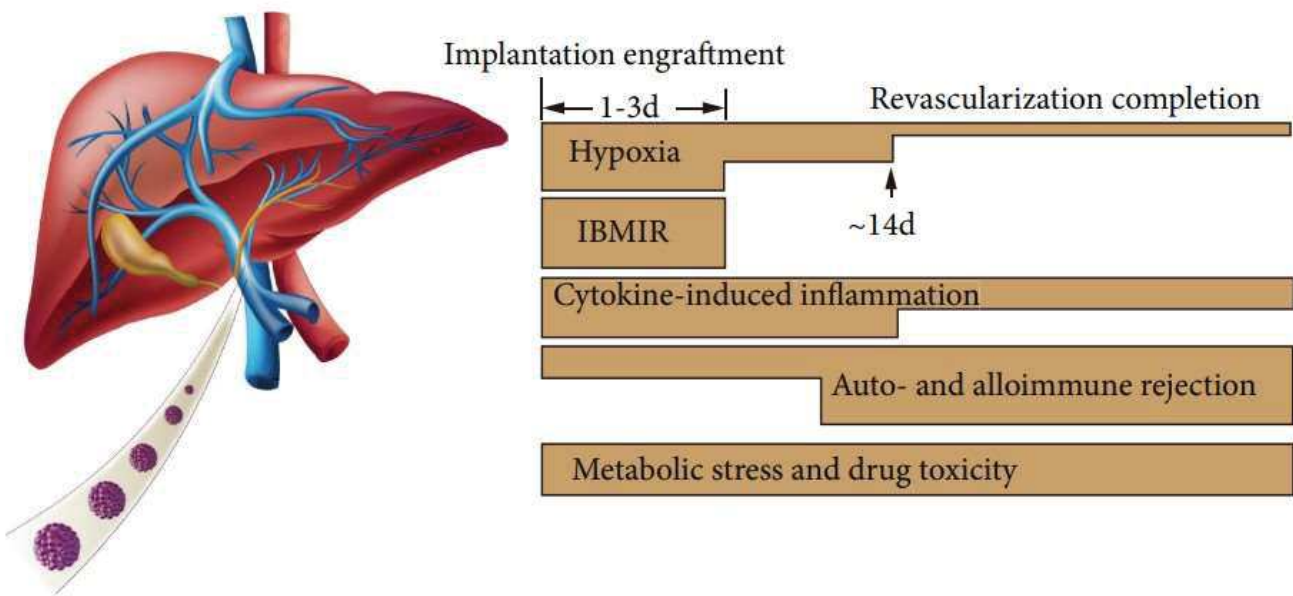 Implantation engraftment
1-3d
Revascularization completion
Hypoxia
~14d
IBMIR
Cytokine-induced inflammation
Auto- and alloimmune rejection
Metabolic stress and drug toxicity